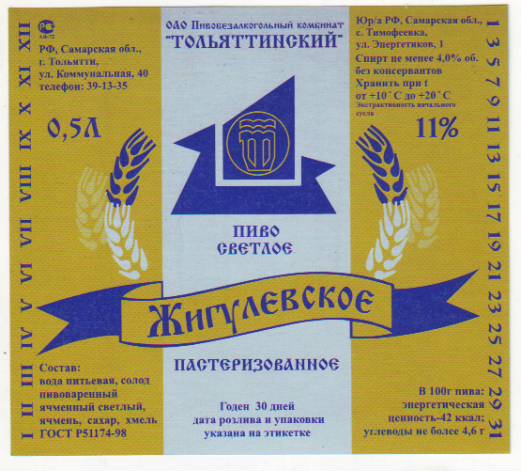 ОАО Пивобезалкогольный комбинат
"ТОЛЬЯТТИНСКИЙ"
РФ, Самарская обл.,
г. Тольятти,
ул. Коммунальная, 40
телефон: 39-13-35
0,5Л
Юр/а РФ, Самарская обл.,
с. Тимофеевка,
ул. Энергетиков, 1
Спирт не менее 4,0% об.
без консервантов
Хранить при t
от +10˚С до +20˚С
Экстрактивность начального
сусла
11%
ПИВО
СВЕТЛОЕ
ЖИГУЛЕВСКОЕ
ПАСТЕРИЗОВАННОЕ
Состав:
вода питьевая, солод
пивоваренный
ячменный светлый,
ячмень, сахар, хмель
ГОСТ Р51174-98
Годен 30 дней
дата розлива и упаковки
указана на этикетке
В 100г пива:
энергетическая
ценность-42 ккал;
углеводы не более 4,6 г
I II III IV V VI VII VIII IX X XI XII
1 3 5 7 9 11 13 15 17 19 21 23 25 27 29 31